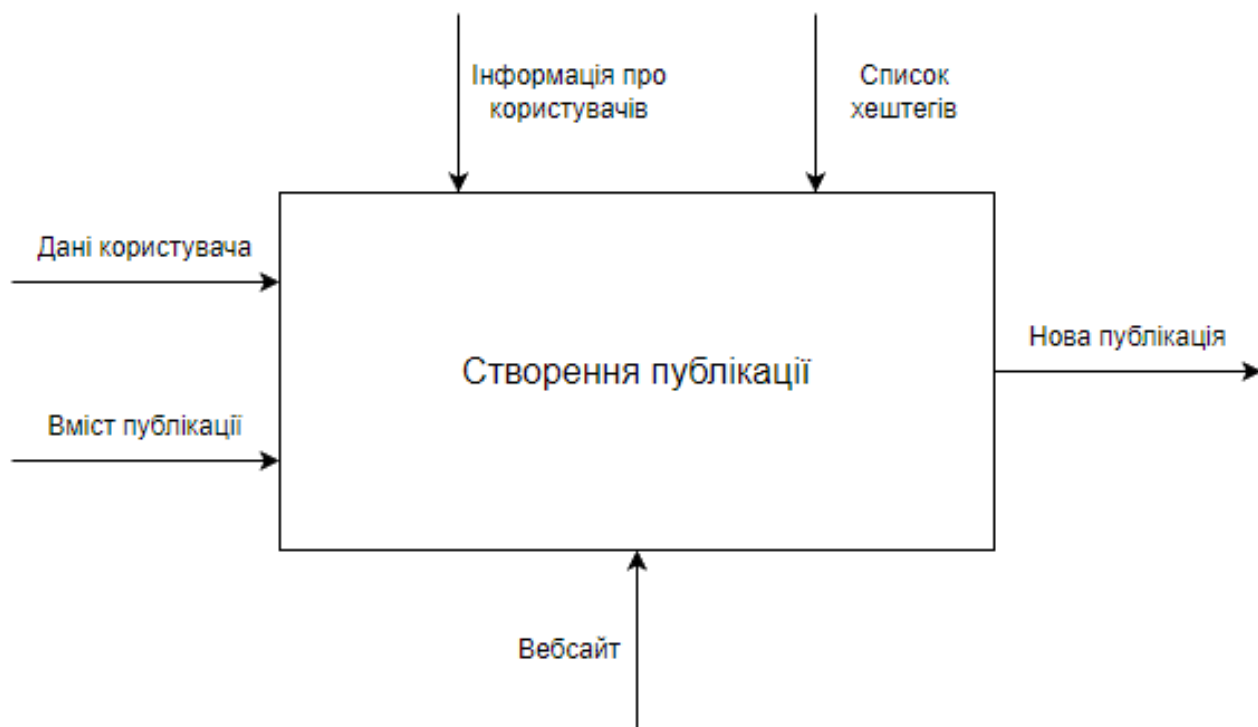 Інформація про
користувачів
Список
хештегів
Дані користувача
Створення публікації
Нова публікація
Вміст публікації
Вебсайт